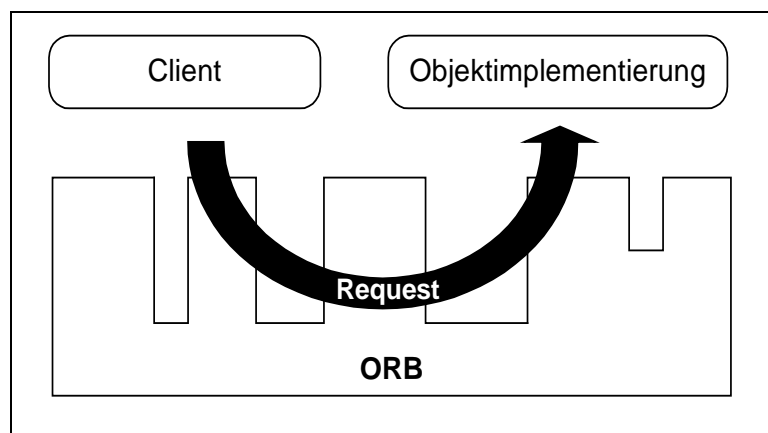 Client
Objektimplementierung
Request
ORB